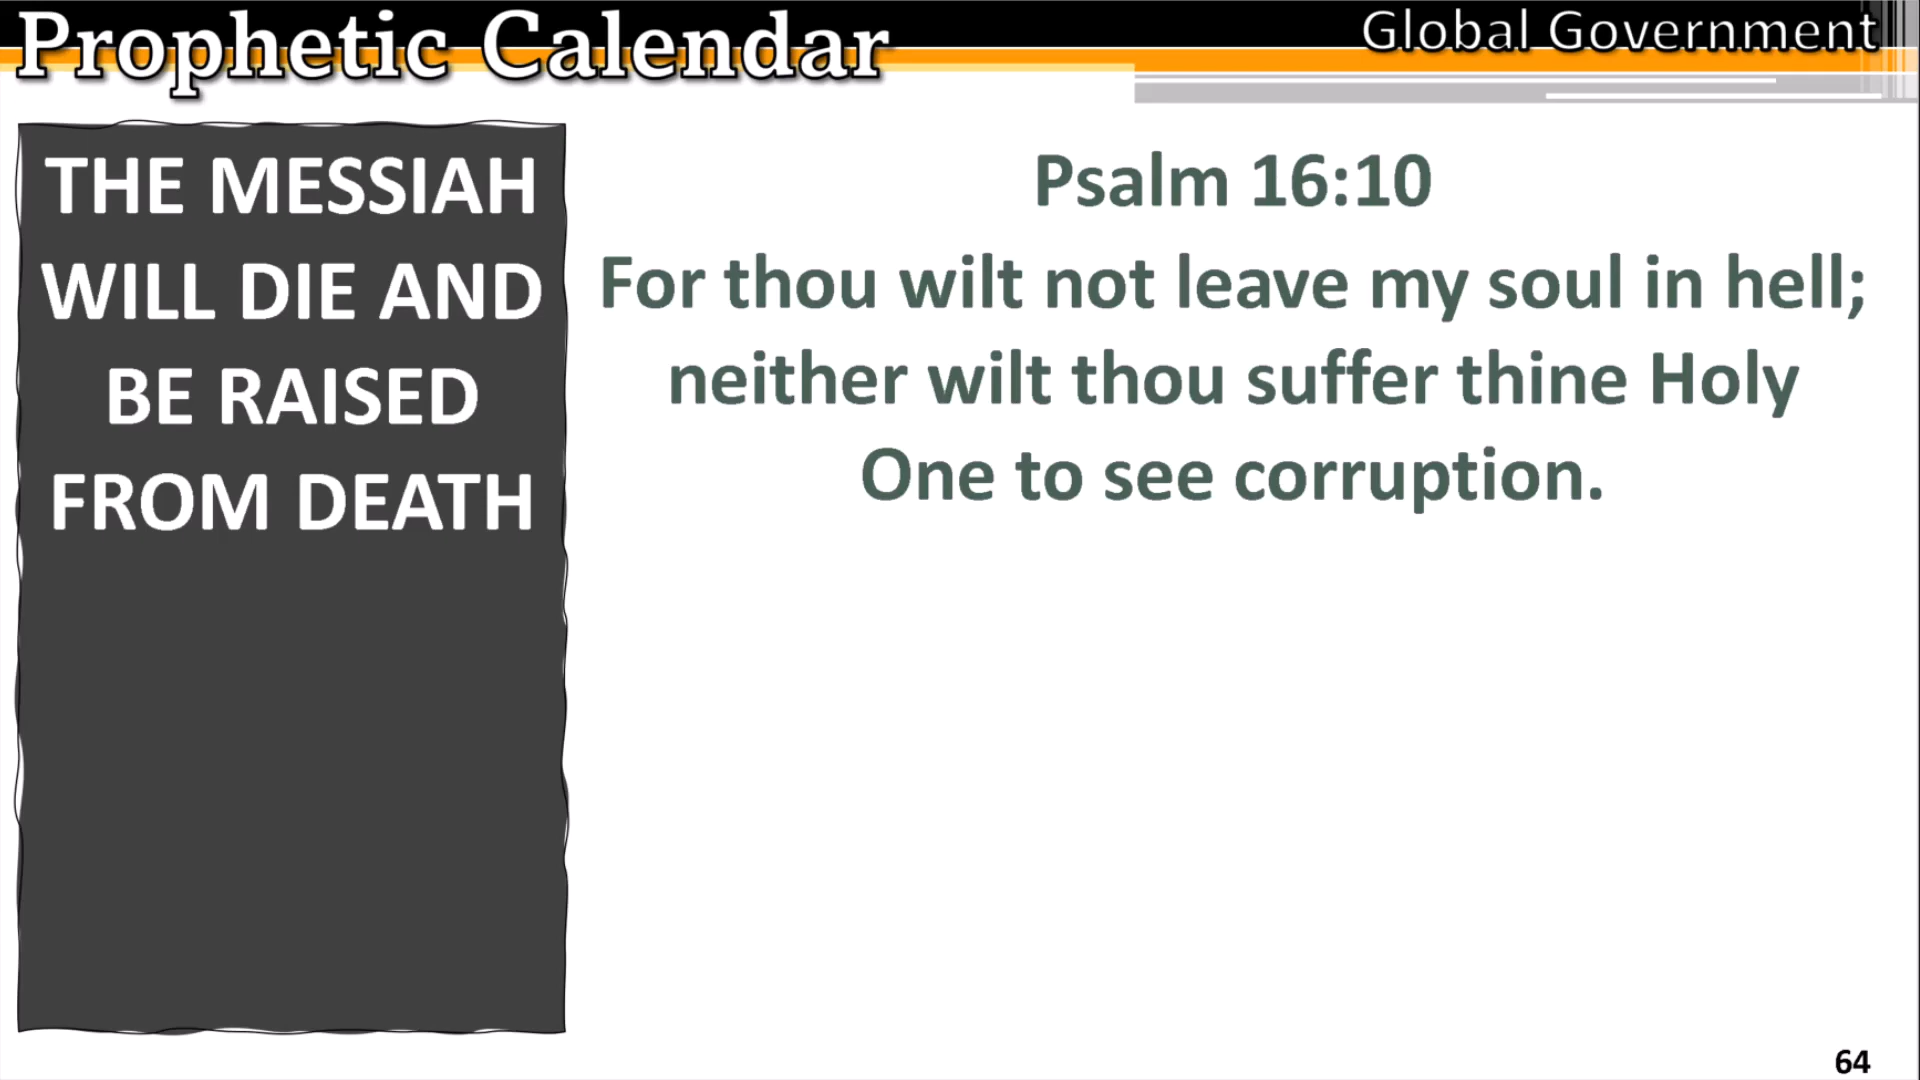 Prophetic Calendar
Global Government
THE MESSIAH
WILL DIE AND
BE RAISED
FROM DEATH
Psalm 16:10
For thou wilt not leave my soul in hell;
neither wilt thou suffer thine Holy
One to see corruption.
64